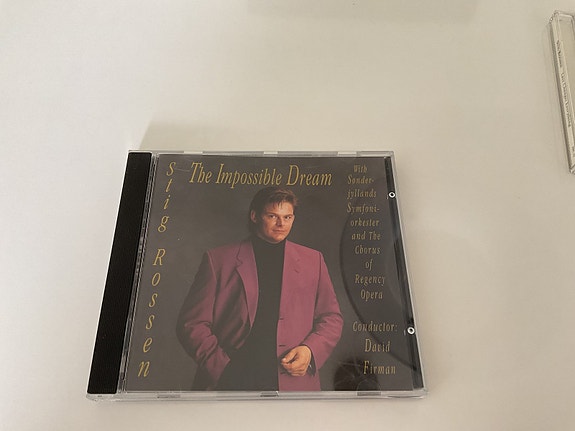 Stig Rossen
The Impossible Dream
With
Sønder-
jyllands
Symfoni-
orkester
and The
Chorus
of
Regency
Opera
Conductor:
David
Firman